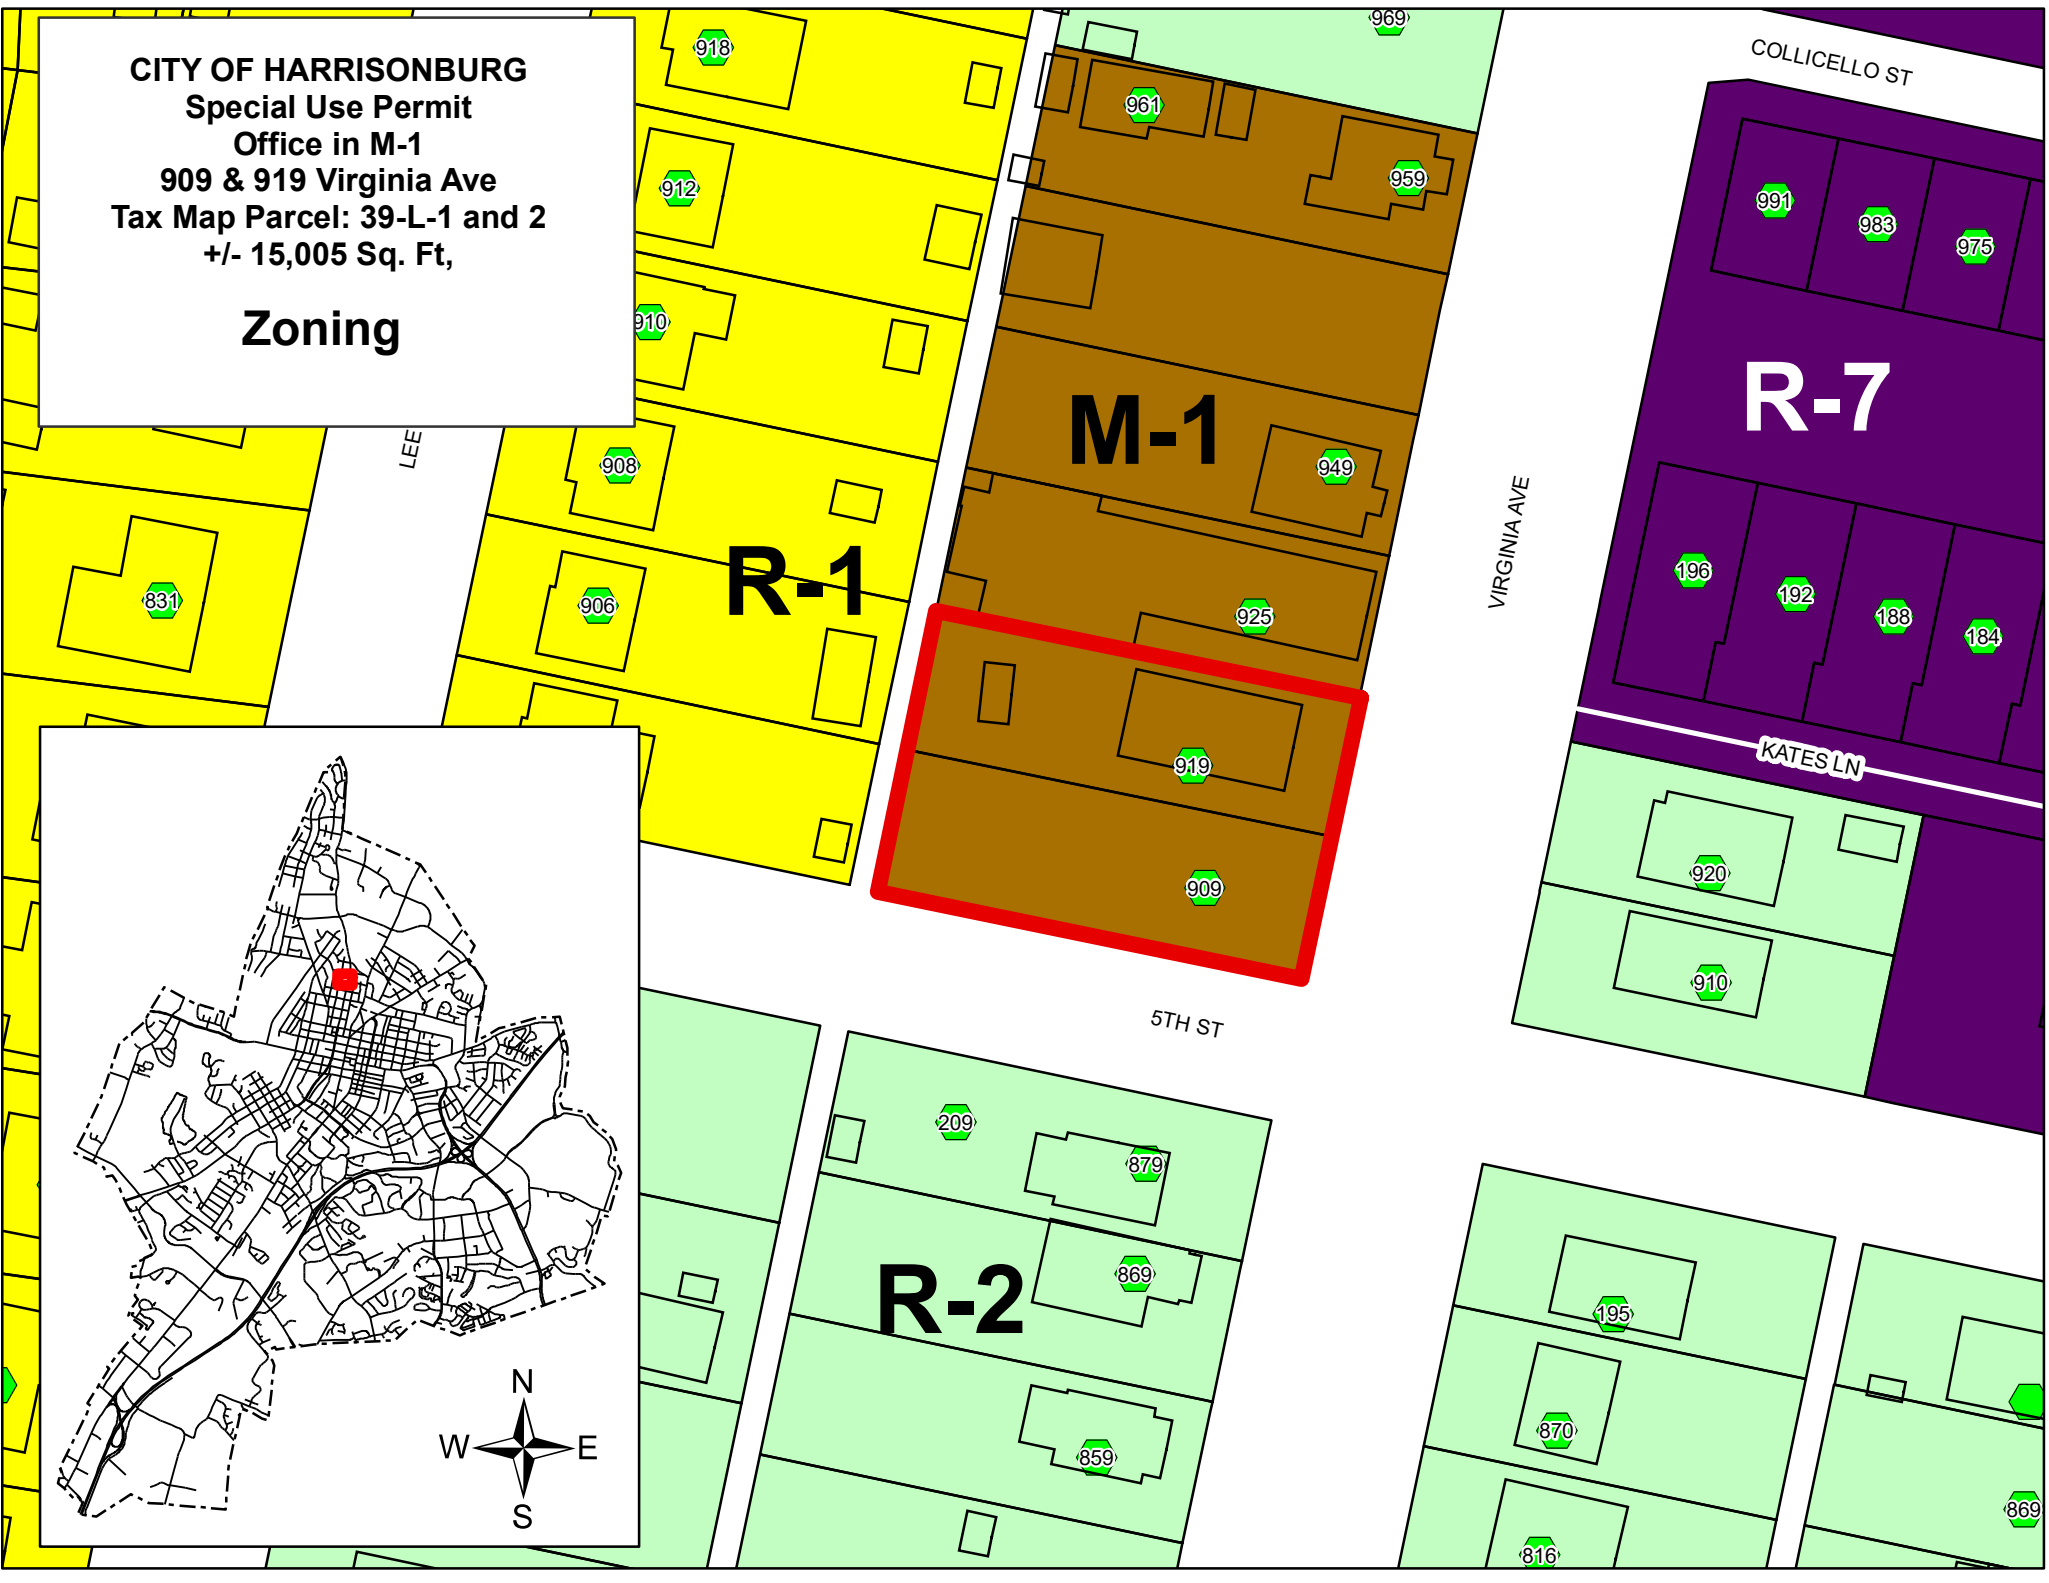 CITY OF HARRISONBURG
Special Use Permit
Office in M-1
909 & 919 Virginia Ave
Tax Map Parcel: 39-L-1 and 2
+/- 15,005 Sq. Ft,
Zoning
918
969
COLLICELLO ST
961
959
912
991
983
975
910
R-7
M-1
LEE
908
949
VIRGINIA AVE
R-1
831
906
925
196
192
188
184
919
KATES LN
920
909
910
5TH ST
209
879
R-2
869
195
N
W
E
S
870
859
869
816